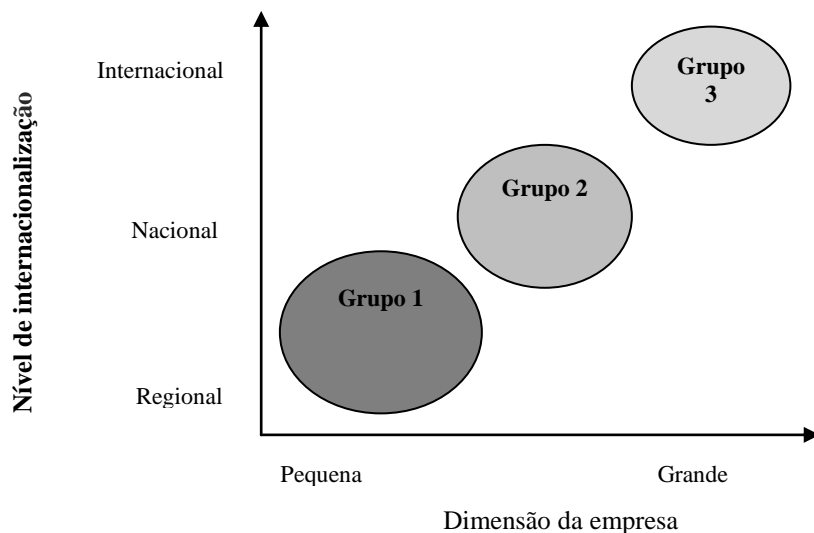 Nível de internacionalização
Internacional
Nacional
Regional
Grupo
3
Grupo 2
Grupo 1
Pequena
Grande
Dimensão da empresa